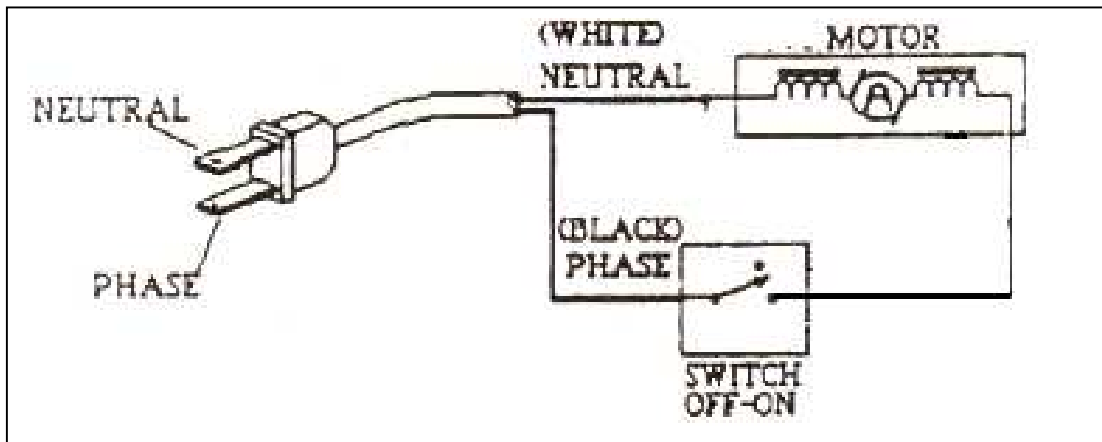 (WHITE)
NEUTRAL
MOTOR
A
NEUTRAL
PHASE
(BLACK)
PHASE
SWITCH
OFF-ON